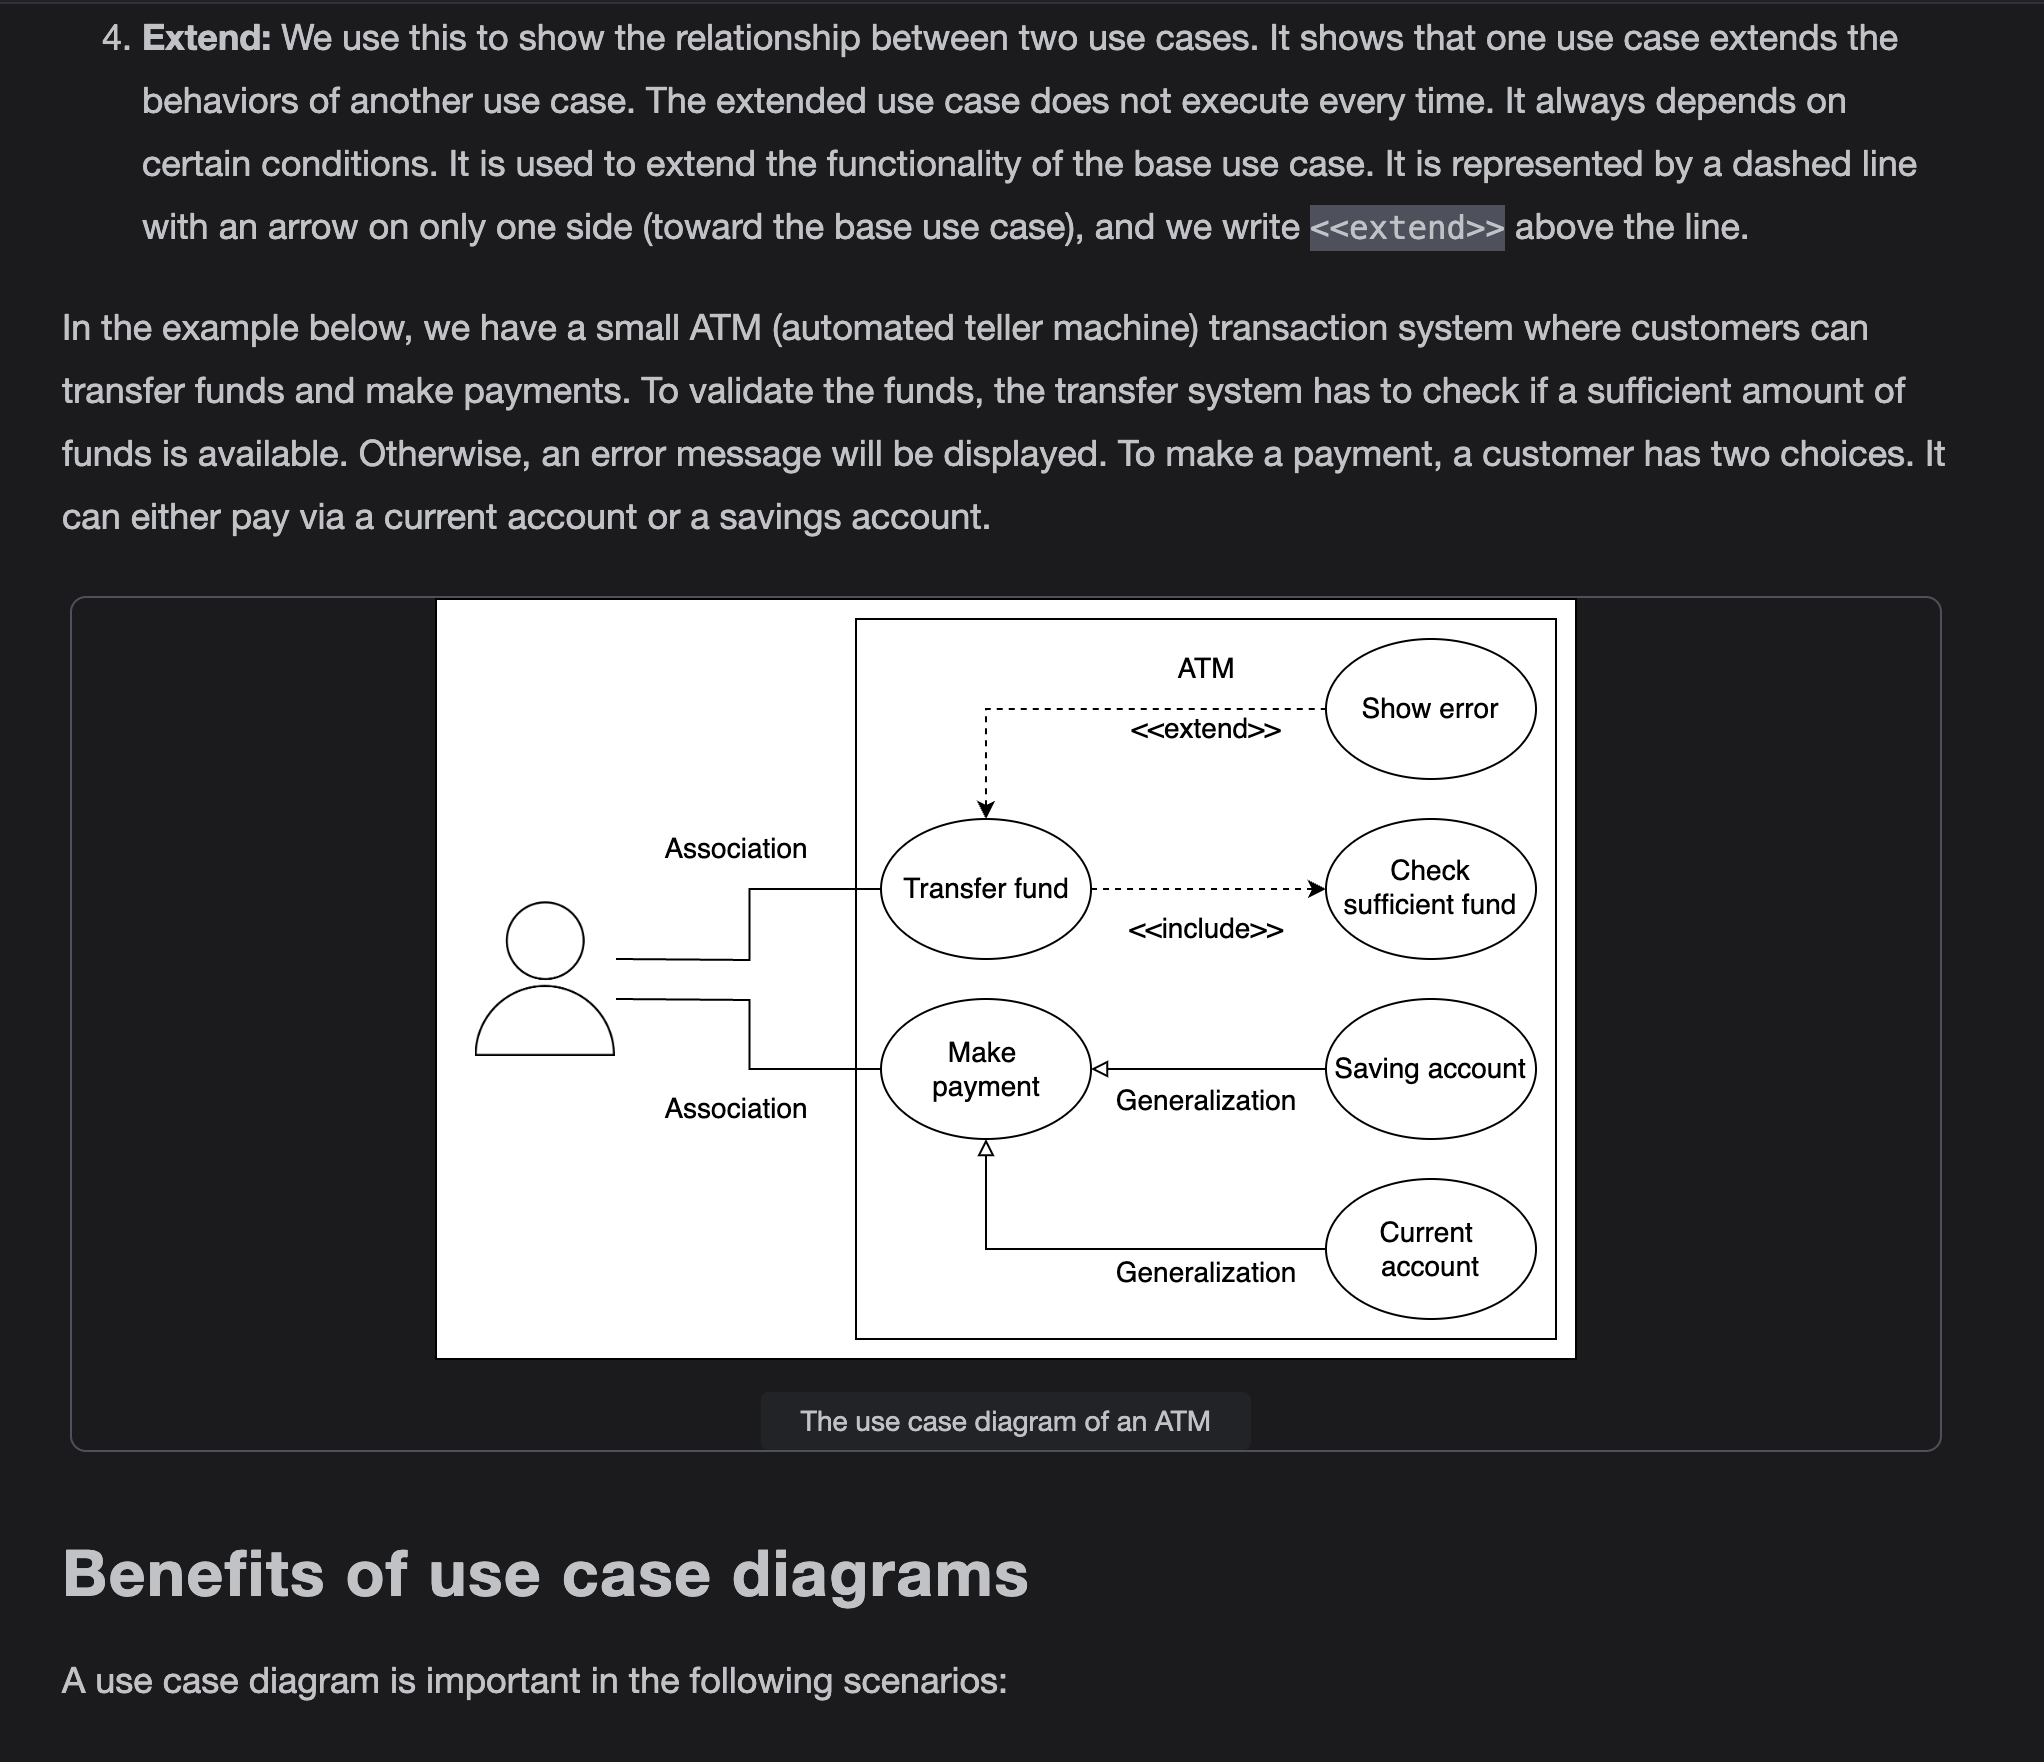 4. Extend: We use this to show the relationship between two use cases. It shows that one use case extends the
behaviors of another use case. The extended use case does not execute every time. It always depends on
certain conditions. It is used to extend the functionality of the base use case. It is represented by a dashed line
with an arrow on only one side (toward the base use case), and we write <<extend>> above the line.
In the example below, we have a small ATM (automated teller machine) transaction system where customers can
transfer funds and make payments. To validate the funds, the transfer system has to check if a sufficient amount of
funds is available. Otherwise, an error message will be displayed. To make a payment, a customer has two choices. It
can either pay via a current account or a savings account.
ATM
Show error
<<extend>>
Association
Transfer fund
Check
sufficient fund
<<include>>
Make
payment
Saving account
Generalization
Association
Current
account
Generalization
The use case diagram of an ATM
Benefits of use case diagrams
A use case diagram is important in the following scenarios: